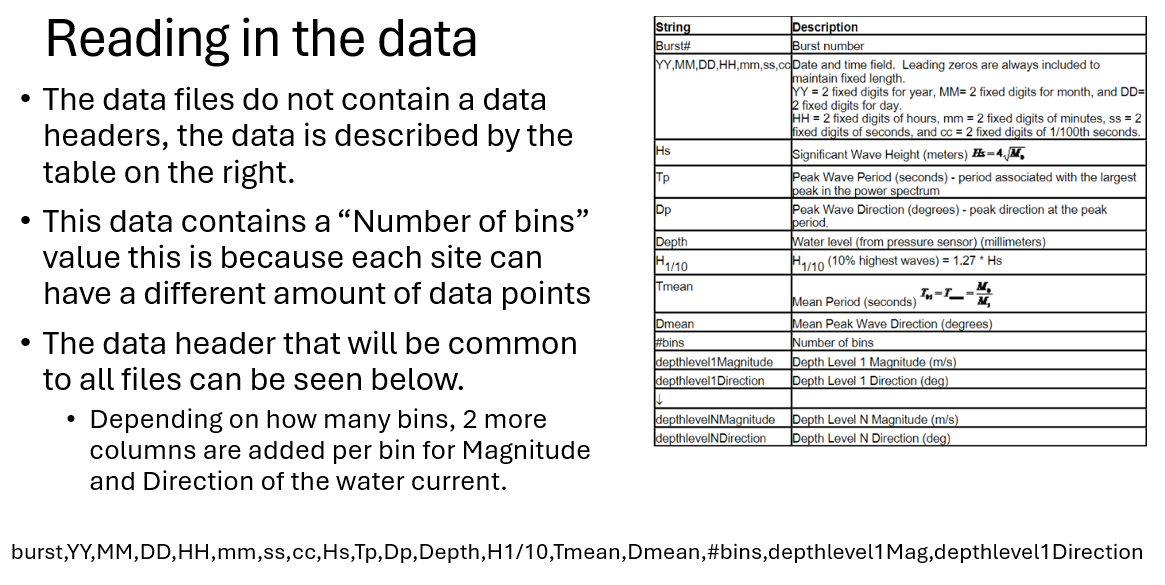 Reading in the data
• The data files do not contain a data
headers, the data is described by the
table on the right.
• This data contains a “Number of bins”
value this is because each site can
have a different amount of data points
• The data header that will be common
to all files can be seen below.
• Depending on how many bins, 2 more
columns are added per bin for Magnitude
and Direction of the water current.
String Description
Burst# Burst number
YY,MM,DD,HH,mm,ss,cc Date and time field. Leading zeros are always included to
maintain fixed length.
YY = 2 fixed digits for year, MM= 2 fixed digits for month, and DD=
2 fixed digits for day.
HH = 2 fixed digits of hours, mm = 2 fixed digits of minutes, ss = 2
fixed digits of seconds, and cc = 2 fixed digits of 1/100th seconds.
Hs Significant Wave Height (meters) Hs=4√M₀
Tp Peak Wave Period (seconds) - period associated with the largest
peak in the power spectrum
Dp Peak Wave Direction (degrees) - peak direction at the peak
period.
Depth Water level (from pressure sensor) (millimeters)
H1/10 H1/10 (10% highest waves) = 1.27 * Hs
Tmean Mean Period (seconds)
Dmean Mean Peak Wave Direction (degrees)
#bins Number of bins
depthlevel1Magnitude Depth Level 1 Magnitude (m/s)
depthlevel1Direction Depth Level 1 Direction (deg)
↓
depthlevelNMagnitude Depth Level N Magnitude (m/s)
depthlevelNDirection Depth Level N Direction (deg)
burst,YY,MM,DD,HH,mm,ss,cc,Hs,Tp,Dp,Depth,H1/10,Tmean,Dmean,#bins,depthlevel1Mag,depthlevel1Direction